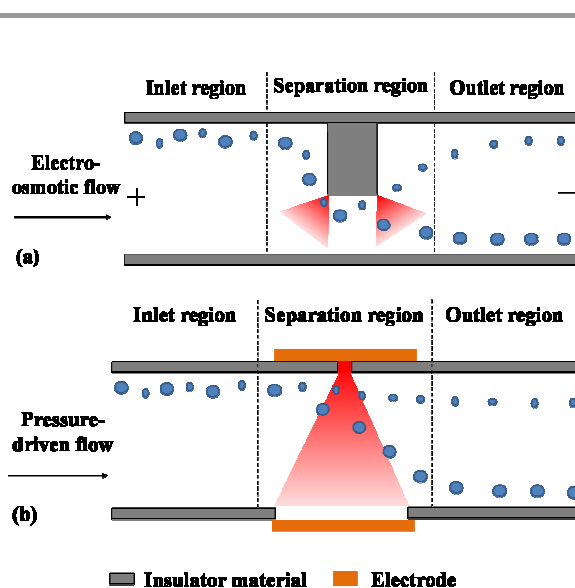 Inlet region Separation region Outlet region
Electro-
osmotic flow
+
−
(a)
Inlet region Separation region Outlet region
Pressure-
driven flow
(b)
Insulator material Electrode